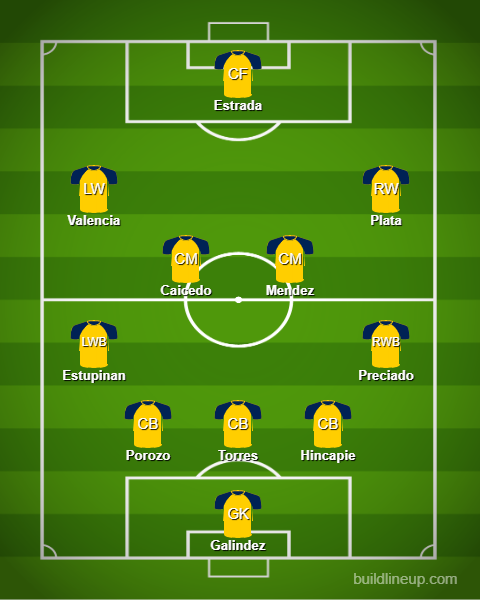 CF
Estrada
LW
Valencia
RW
Plata
CM
Caicedo
CM
Mendez
LWB
Estupinan
RWB
Preciado
CB
Porozo
CB
Torres
CB
Hincapie
GK
Galindez
buildlineup.com